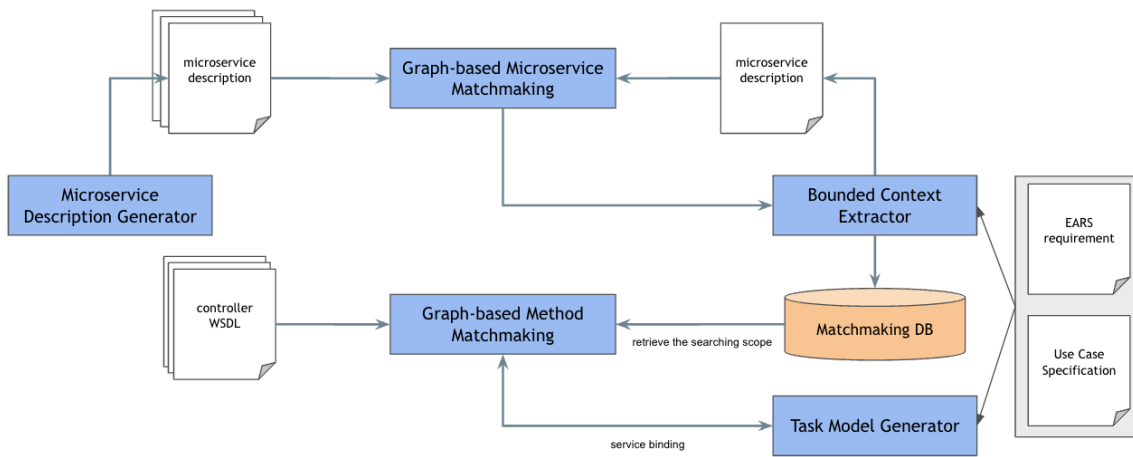 microservice
description
Graph-based Microservice
Matchmaking
microservice
description
Microservice
Description Generator
Bounded Context
Extractor
EARS
requirement
controller
WSDL
Graph-based Method
Matchmaking
retrieve the searching scope
Matchmaking DB
Use Case
Specification
service binding
Task Model Generator